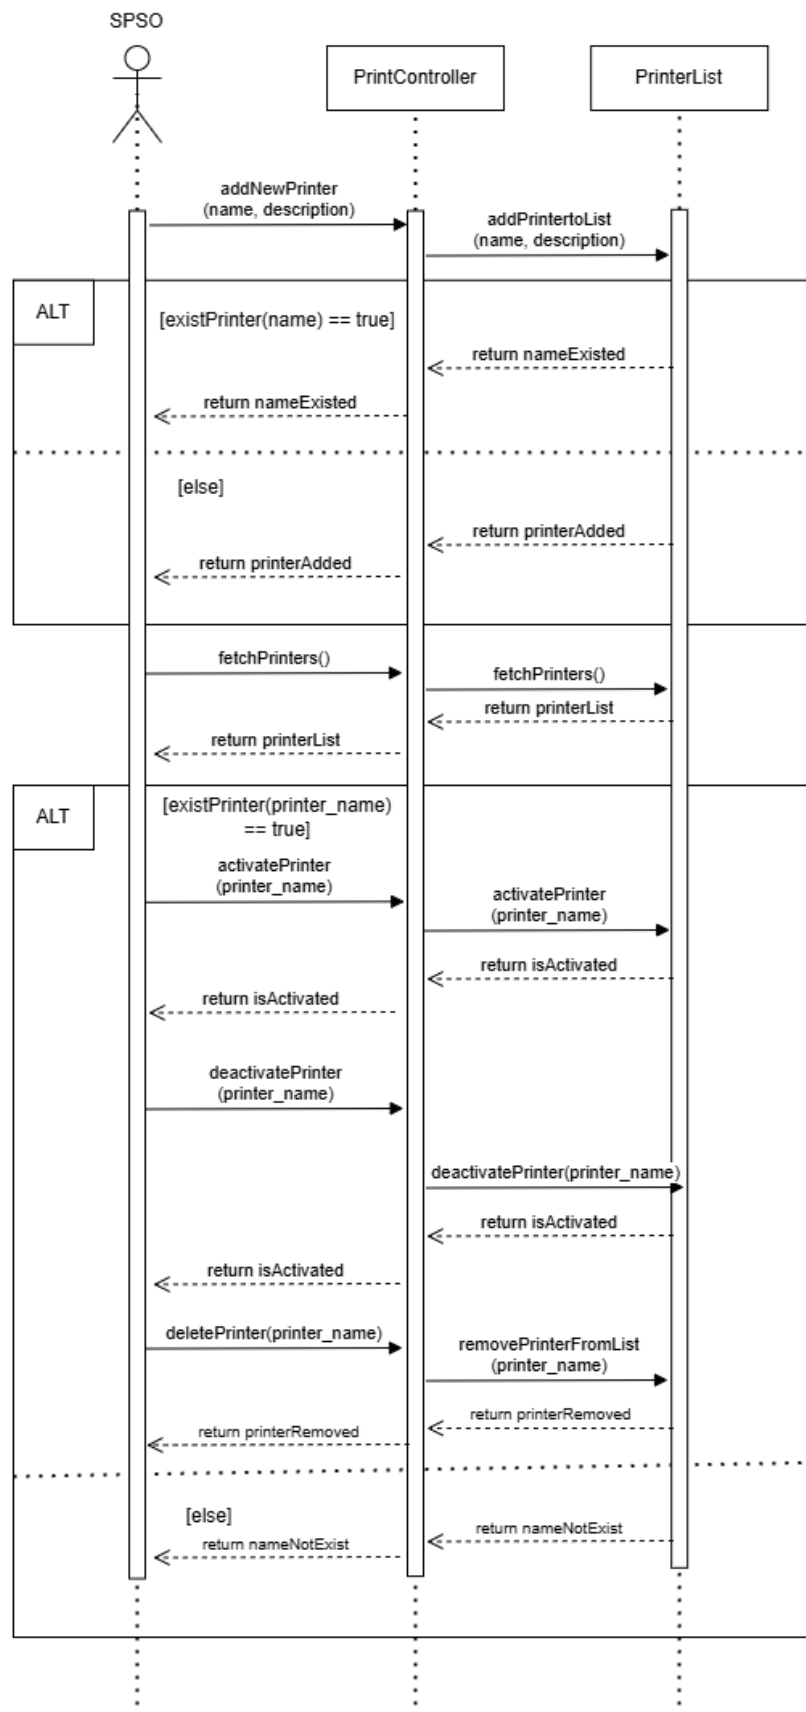 SPSO
PrintController
PrinterList
addNewPrinter
(name, description)
addPrintertoList
(name, description)
ALT
[existPrinter(name) == true]
return nameExisted
return nameExisted
[else]
return printerAdded
return printerAdded
fetchPrinters()
fetchPrinters()
return printerList
return printerList
ALT
[existPrinter(printer_name)
== true]
activatePrinter
(printer_name)
activatePrinter
(printer_name)
return isActivated
return isActivated
deactivatePrinter
(printer_name)
deactivatePrinter(printer_name)
return isActivated
return isActivated
deletePrinter(printer_name)
removePrinterFromList
(printer_name)
return printerRemoved
return printerRemoved
[else]
return nameNotExist
return nameNotExist